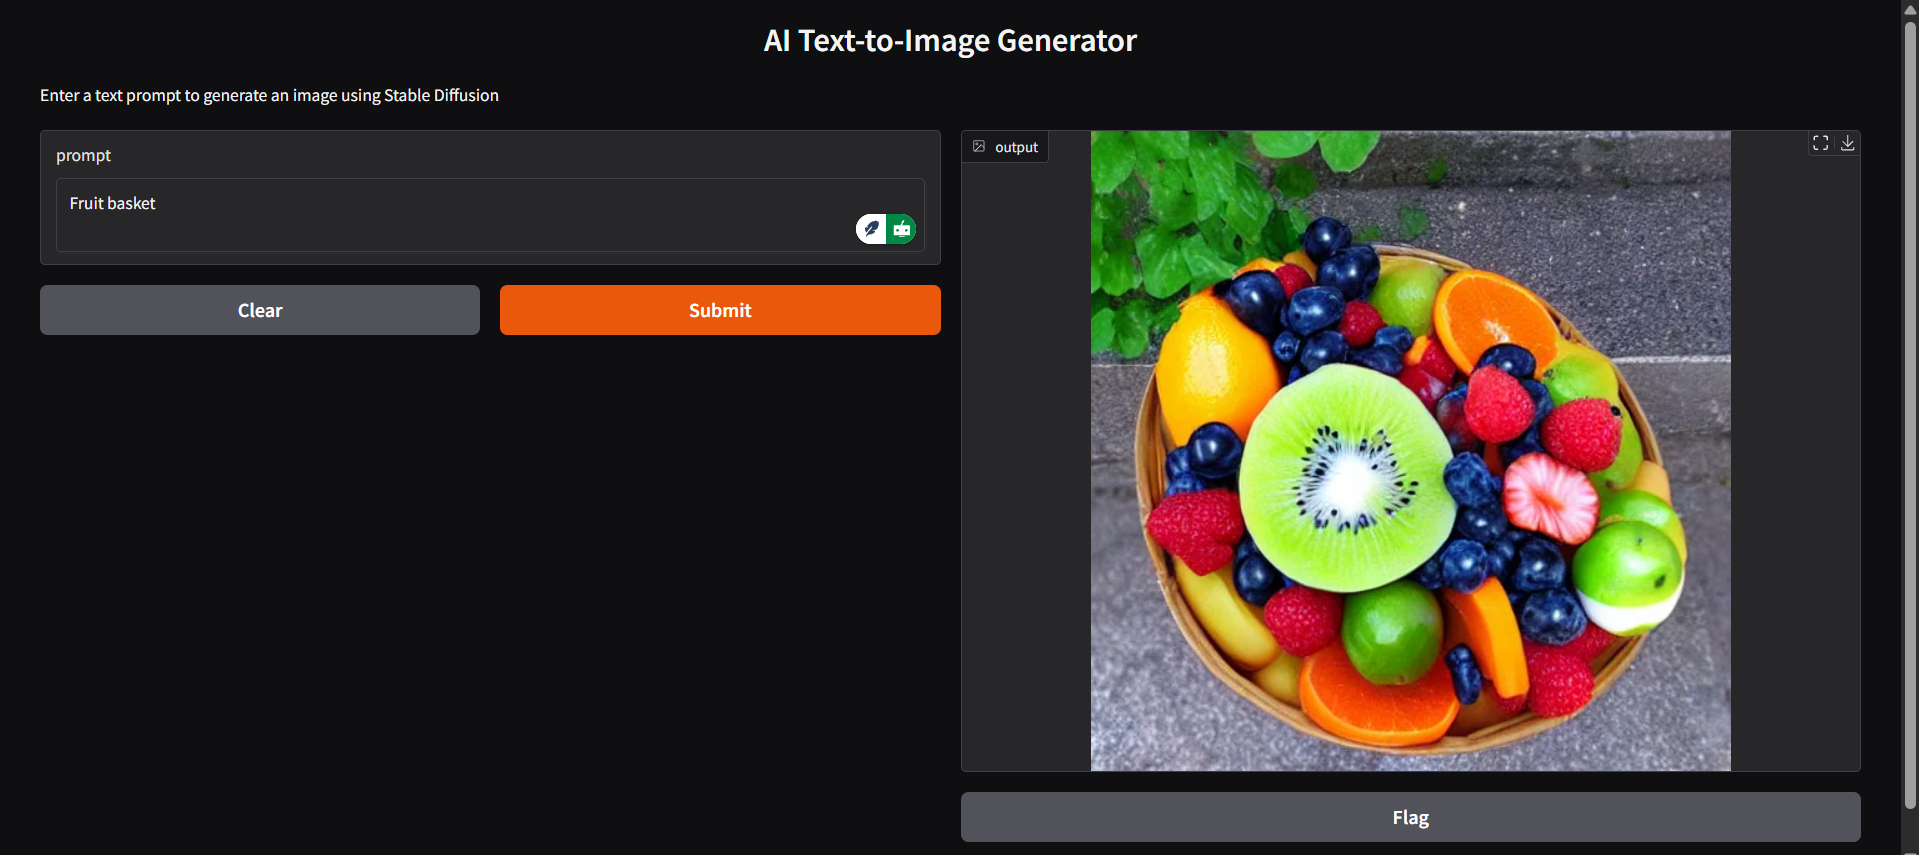 AI Text-to-Image Generator
Enter a text prompt to generate an image using Stable Diffusion
prompt
Fruit basket
Clear
Submit
output
Flag